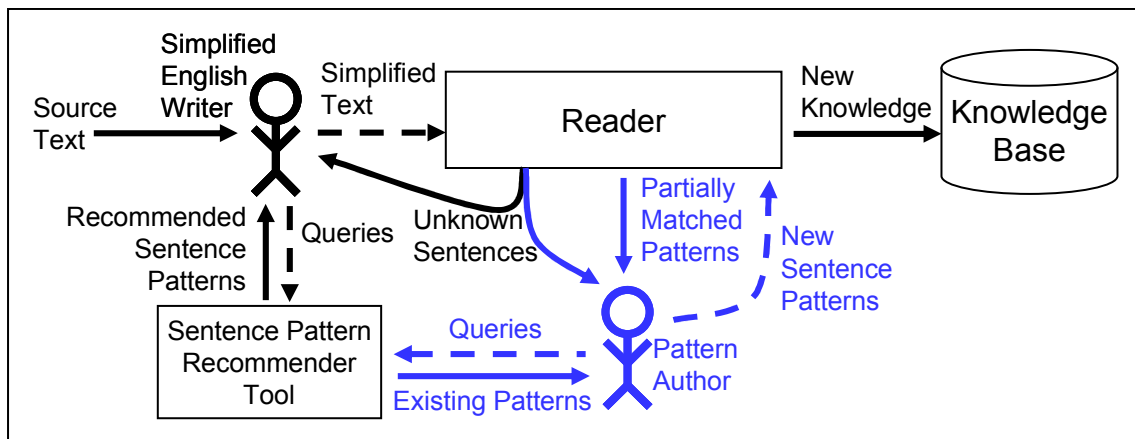 Simplified
English
Writer
Source
Text
Simplified
Text
Reader
New
Knowledge
Knowledge
Base
Recommended
Sentence
Patterns
Queries
Unknown
Sentences
Partially
Matched
Patterns
New
Sentence
Patterns
Sentence Pattern
Recommender
Tool
Queries
Existing Patterns
Pattern
Author